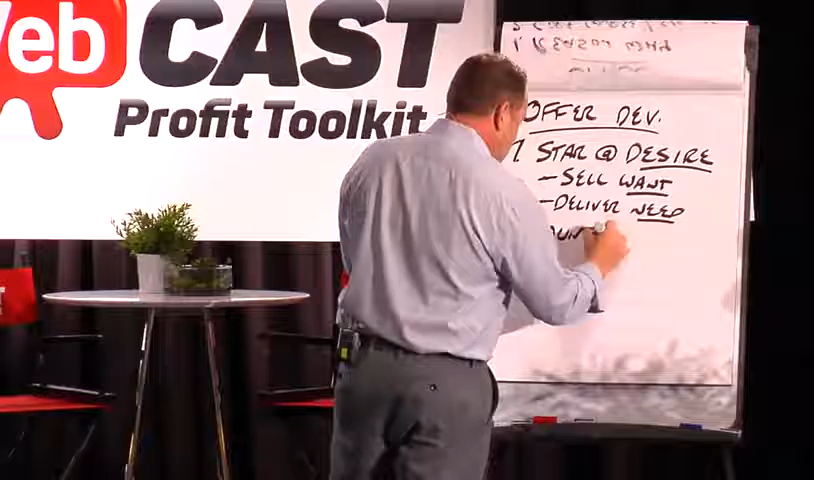 Web CAST
Profit Toolkit
OFFER DEV.
1 STAR @ DESIRE
-SELL WANT
-DELIVER NEED